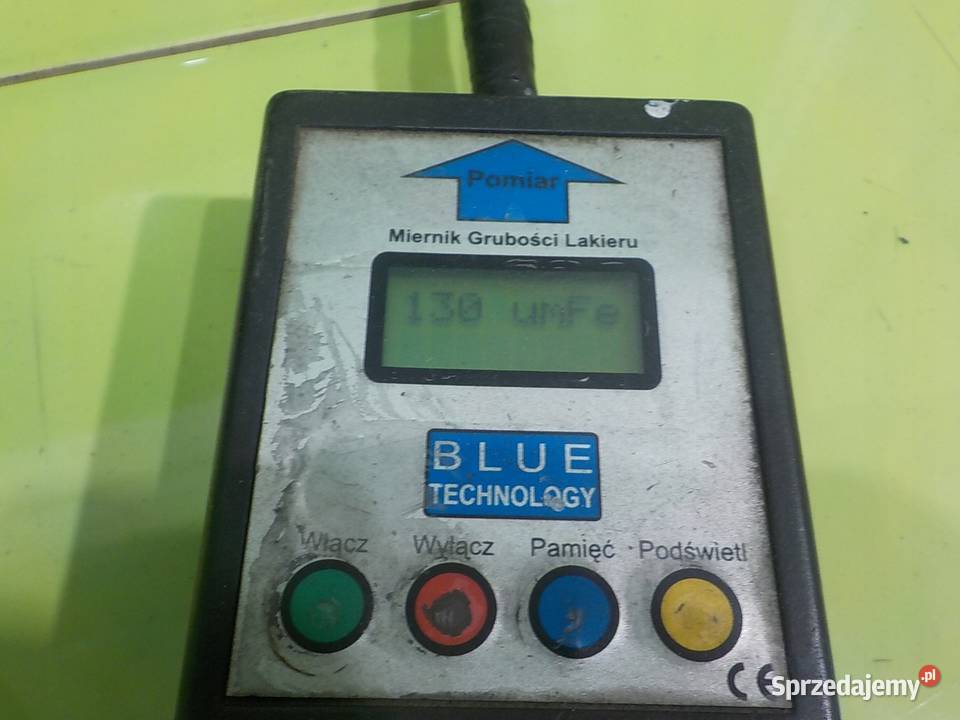 Pomiar
Miernik Grubości Lakieru
130 umFe
BLUE
TECHNOLOGY
Włącz Wyłącz Pamięć Podświetl
CE
Sprzedajemy.pl